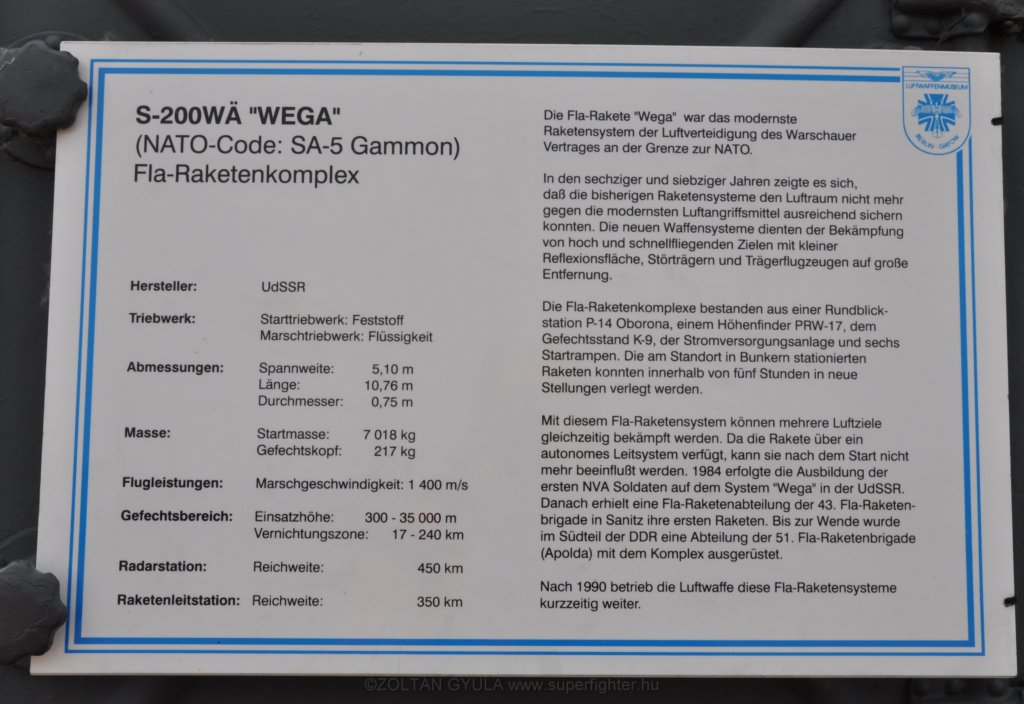 S-200WÄ "WEGA"
(NATO-Code: SA-5 Gammon)
Fla-Raketenkomplex
Hersteller: UdSSR
Triebwerk: Starttriebwerk: Feststoff
Marschtriebwerk: Flüssigkeit
Abmessungen: Spannweite: 5,10 m
Länge: 10,76 m
Durchmesser: 0,75 m
Masse: Startmasse: 7 018 kg
Gefechtskopf: 217 kg
Flugleistungen: Marschgeschwindigkeit: 1 400 m/s
Gefechtsbereich: Einsatzhöhe: 300 - 35 000 m
Vernichtungszone: 17 - 240 km
Radarstation: Reichweite: 450 km
Raketenleitstation: Reichweite: 350 km
Die Fla-Rakete "Wega" war das modernste
Raketensystem der Luftverteidigung des Warschauer
Vertrages an der Grenze zur NATO.
In den sechziger und siebziger Jahren zeigte es sich,
daß die bisherigen Raketensysteme den Luftraum nicht mehr
gegen die modernsten Luftangriffsmittel ausreichend sichern
konnten. Die neuen Waffensysteme dienten der Bekämpfung
von hoch und schnellfliegenden Zielen mit kleiner
Reflexionsfläche, Störträgern und Trägerflugzeugen auf große
Entfernung.
Die Fla-Raketenkomplexe bestanden aus einer Rundblick-
station P-14 Oborona, einem Höhenfinder PRW-17, dem
Gefechtsstand K-9, der Stromversorgungsanlage und sechs
Startrampen. Die am Standort in Bunkern stationierten
Raketen konnten innerhalb von fünf Stunden in neue
Stellungen verlegt werden.
Mit diesem Fla-Raketensystem können mehrere Luftziele
gleichzeitig bekämpft werden. Da die Rakete über ein
autonomes Leitsystem verfügt, kann sie nach dem Start nicht
mehr beeinflußt werden. 1984 erfolgte die Ausbildung der
ersten NVA Soldaten auf dem System "Wega" in der UdSSR.
Danach erhielt eine Fla-Raketenabteilung der 43. Fla-Raketen-
brigade in Sanitz ihre ersten Raketen. Bis zur Wende wurde
im Südteil der DDR eine Abteilung der 51. Fla-Raketenbrigade
(Apolda) mit dem Komplex ausgerüstet.
Nach 1990 betrieb die Luftwaffe diese Fla-Raketensysteme
kurzzeitig weiter.
LUFTWAFFENMUSEUM
BERLIN - GATOW
©ZOLTÁN GYULA www.superfighter.hu